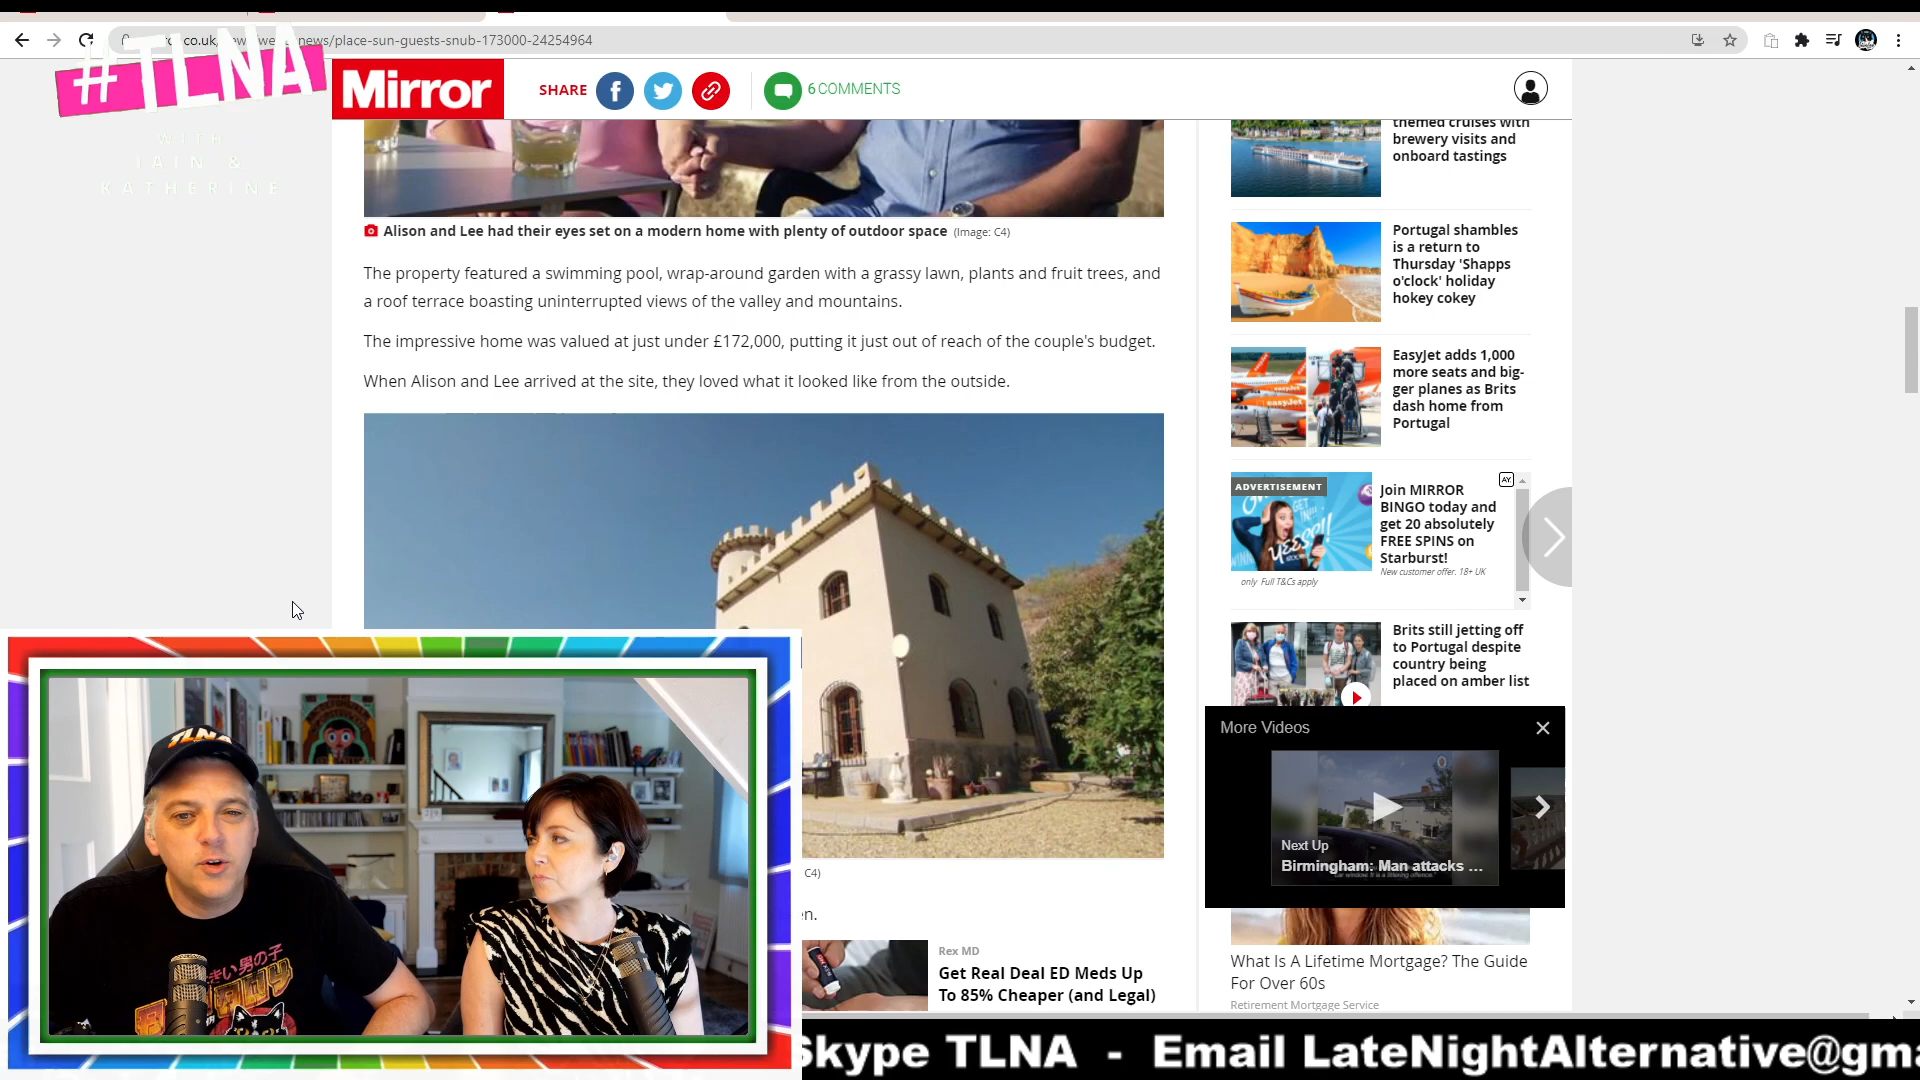 co.uk
news/place-sun-guests-snub-173000-24254964
#TLNA
WITH
IAIN &
KATHERINE
Mirror
SHARE
6 COMMENTS
themed cruises with
brewery visits and
onboard tastings
Alison and Lee had their eyes set on a modern home with plenty of outdoor space (Image: C4)
The property featured a swimming pool, wrap-around garden with a grassy lawn, plants and fruit trees, and
a roof terrace boasting uninterrupted views of the valley and mountains.
The impressive home was valued at just under £172,000, putting it just out of reach of the couple's budget.
When Alison and Lee arrived at the site, they loved what it looked like from the outside.
Portugal shambles
is a return to
Thursday 'Shapps
o'clock' holiday
hokey cokey
EasyJet adds 1,000
more seats and big-
ger planes as Brits
dash home from
Portugal
ADVERTISEMENT
Join MIRROR
BINGO today and
get 20 absolutely
FREE SPINS on
Starburst!
New customer offer. 18+ UK
only Full T&Cs apply
Brits still jetting off
to Portugal despite
country being
placed on amber list
More Videos
Next Up
Birmingham: Man attacks ...
TLNA
C4)
en.
Rex MD
Get Real Deal ED Meds Up
To 85% Cheaper (and Legal)
What Is A Lifetime Mortgage? The Guide
For Over 60s
Retirement Mortgage Service
Skype TLNA - Email LateNightAlternative@gma